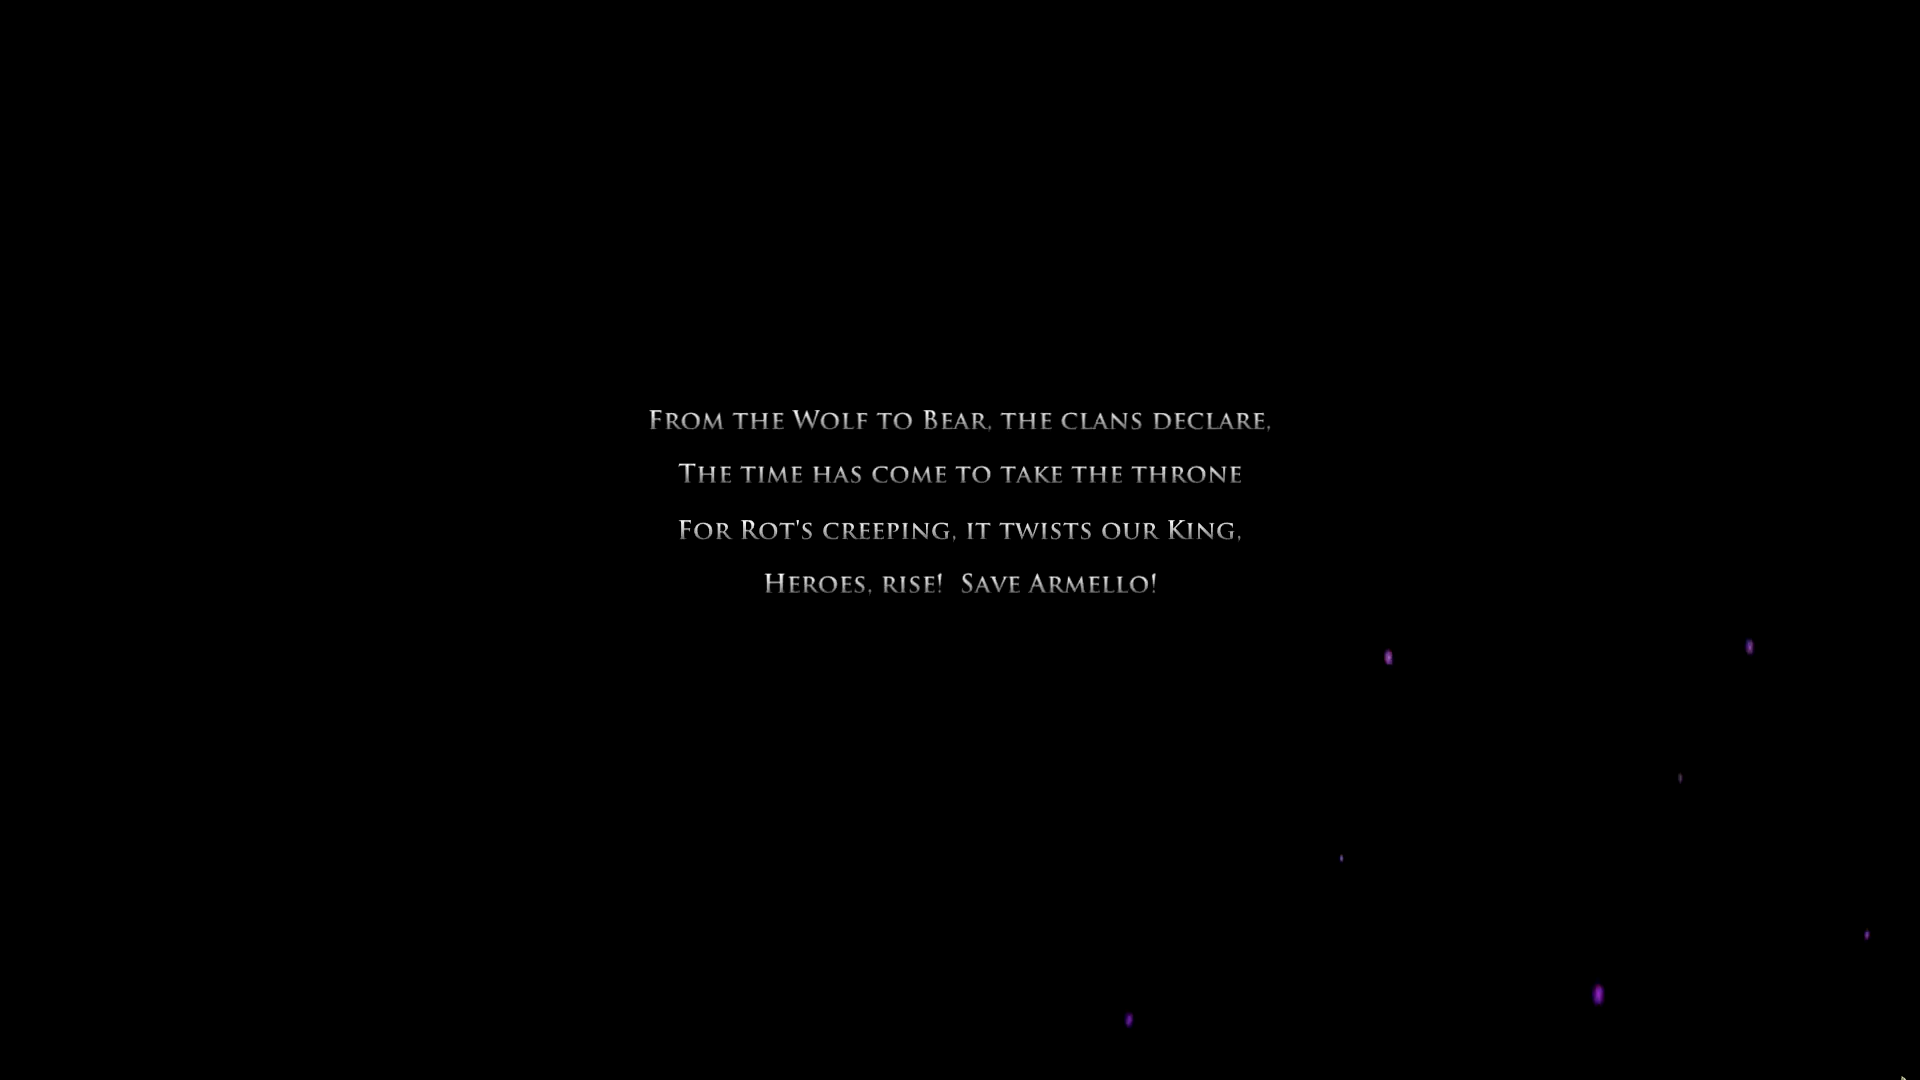 From the Wolf to Bear, the clans declare,
The time has come to take the throne
For Rot's creeping, it twists our King,
Heroes, rise!  Save Armello!